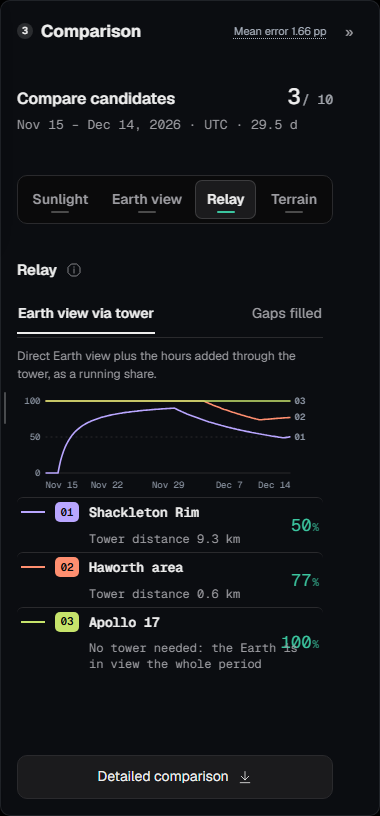 3 Comparison Mean error 1.66 pp »
Compare candidates 3 / 10
Nov 15 – Dec 14, 2026 · UTC · 29.5 d
Sunlight Earth view Relay Terrain
Relay
Earth view via tower Gaps filled
Direct Earth view plus the hours added through the
tower, as a running share.
100 03
02
50 01
0
Nov 15 Nov 22 Nov 29 Dec 7 Dec 14
01 Shackleton Rim
50%
Tower distance 9.3 km
02 Haworth area
77%
Tower distance 0.6 km
03 Apollo 17
100%
No tower needed: the Earth is
in view the whole period
Detailed comparison